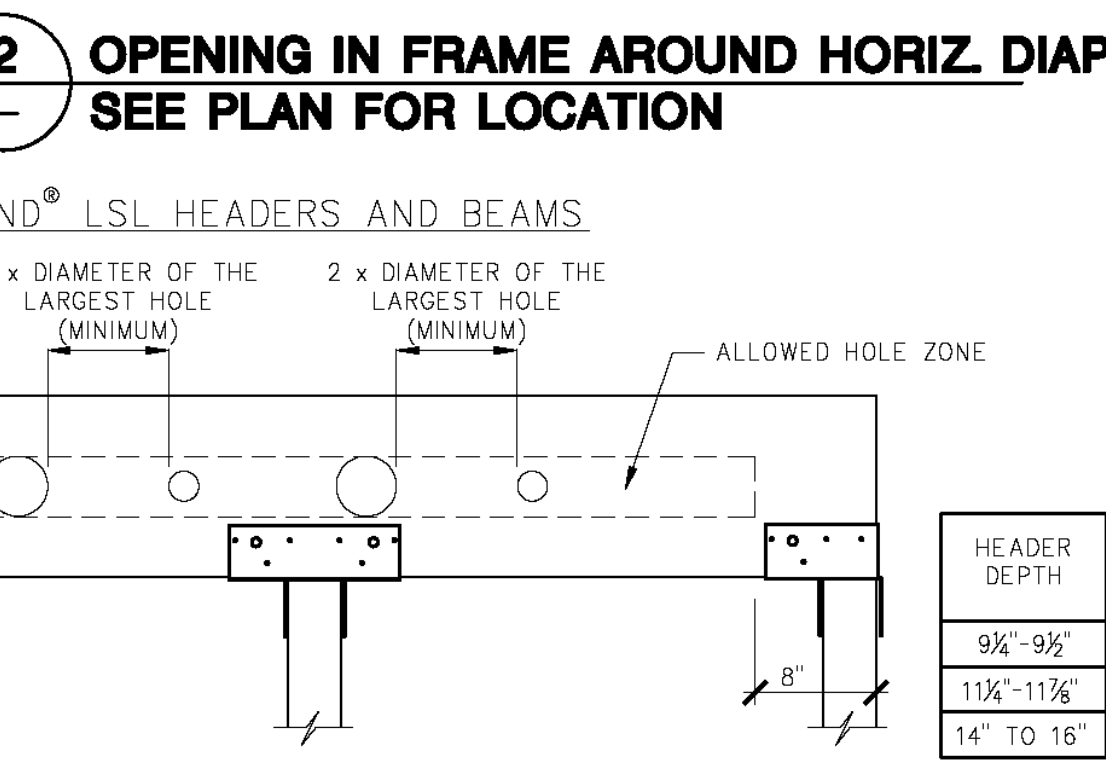 2 OPENING IN FRAME AROUND HORIZ. DIAP
SEE PLAN FOR LOCATION
ND® LSL HEADERS AND BEAMS
x DIAMETER OF THE
LARGEST HOLE
(MINIMUM)
2 x DIAMETER OF THE
LARGEST HOLE
(MINIMUM)
ALLOWED HOLE ZONE
HEADER
DEPTH
9¼"-9½"
8"
11¼"-11⅞"
14" TO 16"